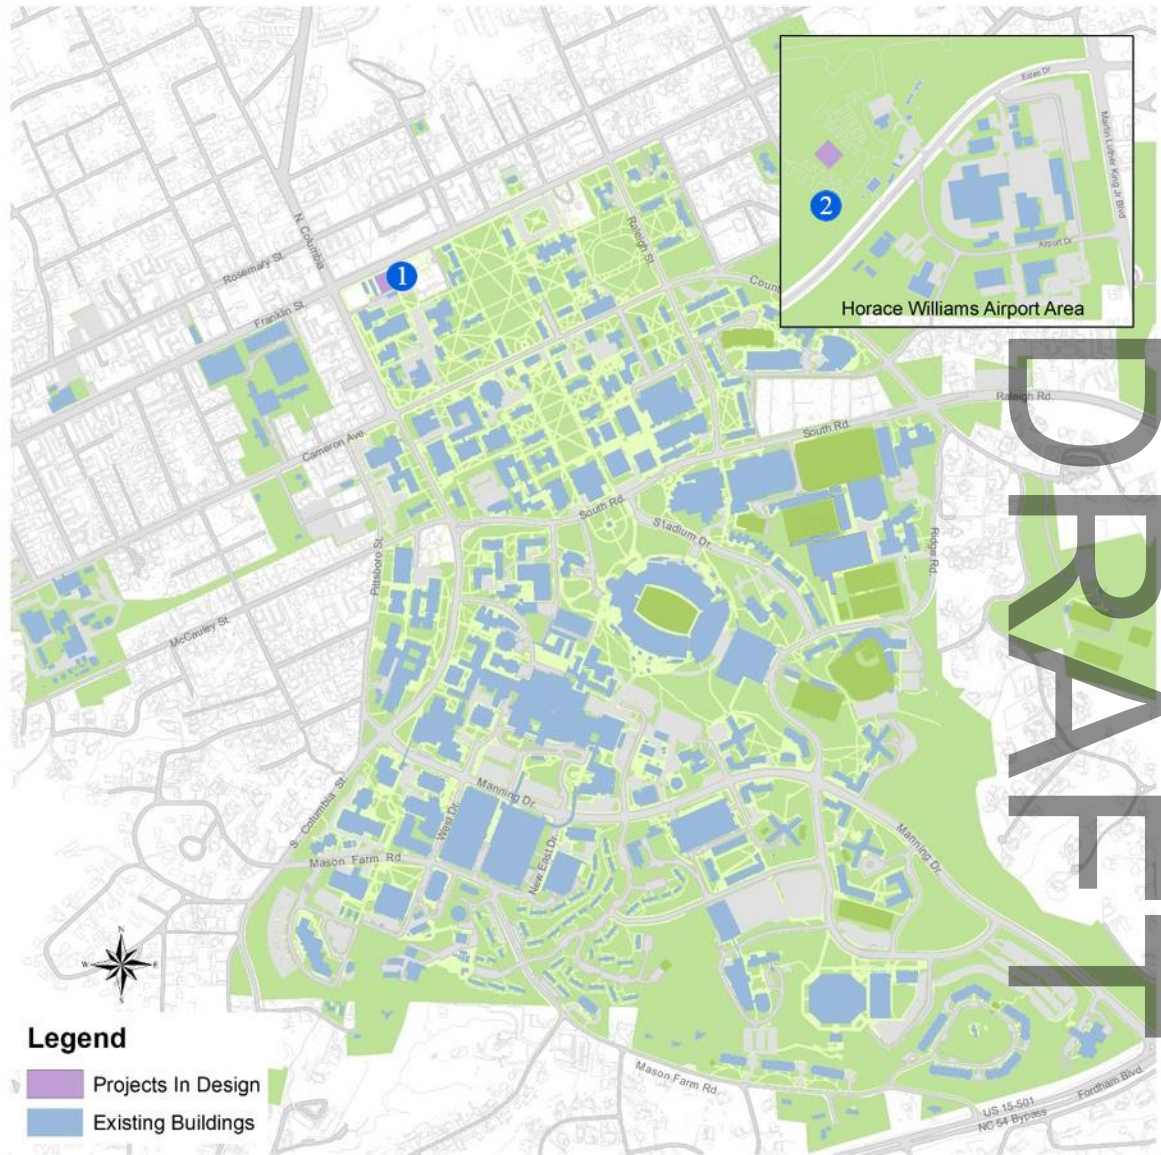 Estes Dr
Martin Luther King Jr Blvd
2
Airport Dr
Horace Williams Airport Area
N. Columbia
Rosemary St.
Franklin St.
1
Raleigh St.
Raleigh Rd.
South Rd.
Cameron Ave.
South Rd.
Stadium Dr.
Ridge Rd.
Pittsboro St.
McCauley St.
S. Columbia St.
Manning Dr.
West Dr.
New East Dr.
Mason Farm Rd.
Manning Dr.
DRAFT
N
W
E
S
Legend
Projects In Design
Existing Buildings
Mason Farm Rd.
US 15-501
NC 54 Bypass
Fordham Blvd.